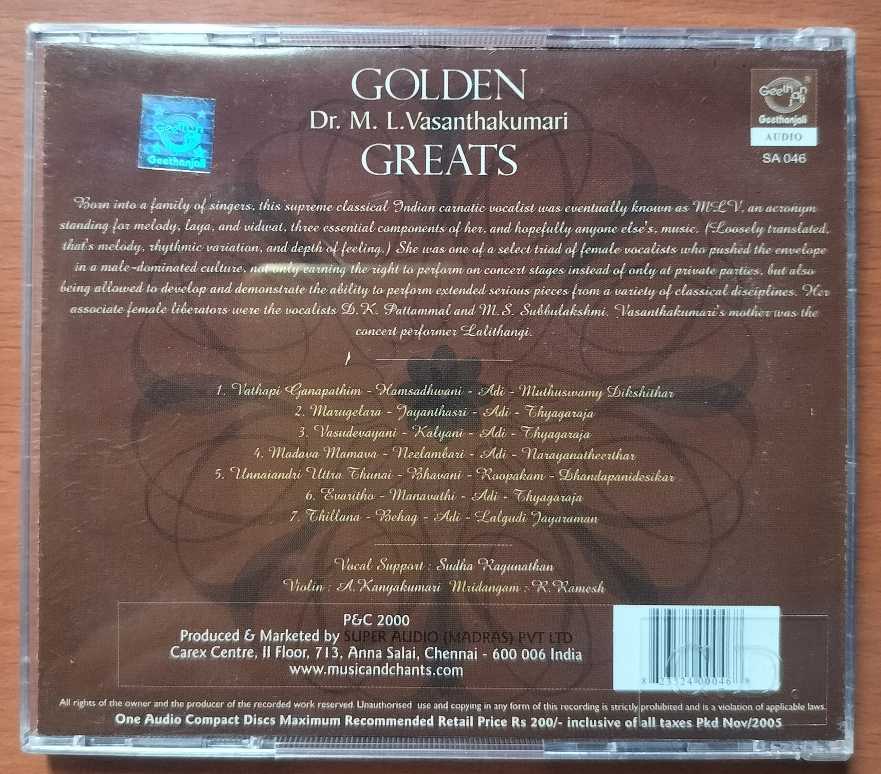 GOLDEN
Dr. M. L. Vasanthakumari
GREATS
Geethanjali
Geethanjali
Geethanjali
AUDIO
SA 046
Born into a family of singers, this supreme classical Indian carnatic vocalist was eventually known as MLV, an acronym
standing for melody, laya, and vidwat, three essential components of her, and hopefully anyone else's, music. (Loosely translated,
that's melody, rhythmic variation, and depth of feeling.) She was one of a select triad of female vocalists who pushed the envelope
in a male-dominated culture, not only earning the right to perform on concert stages instead of only at private parties, but also
being allowed to develop and demonstrate the ability to perform extended serious pieces from a variety of classical disciplines. Her
associate female liberators were the vocalists D.K. Pattammal and M.S. Subbulakshmi. Vasanthakumari's mother was the
concert performer Lalithangi.
1. Vathapi Ganapathim - Hamsadhwani - Adi - Muthuswamy Dikshithar
2. Marugelara - Jayanthasri - Adi - Thyagaraja
3. Vasudevayani - Kalyani - Adi - Thyagaraja
4. Madava Mamava - Neelambari - Adi - Narayanatheerthar
5. Unnaiandri Uttra Thunai - Bhavani - Roopakam - Dhandapanidesikar
6. Evaritho - Manavathi - Adi - Thyagaraja
7. Thillana - Behag - Adi - Lalgudi Jayaraman
Vocal Support : Sudha Ragunathan
Violin : A.Kanyakumari Mridangam : R.Ramesh
P&C 2000
Produced & Marketed by SUPER AUDIO (MADRAS) PVT LTD
Carex Centre, II Floor, 713, Anna Salai, Chennai - 600 006 India
www.musicandchants.com
All rights of the owner and the producer of the recorded work reserved. Unauthorised use and copying in any form of this recording is strictly prohibited and is a violation of applicable laws.
One Audio Compact Discs Maximum Recommended Retail Price Rs 200/- inclusive of all taxes Pkd Nov/2005